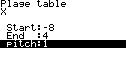 Plage table
X
Start:-8
End  :4
pitch:1